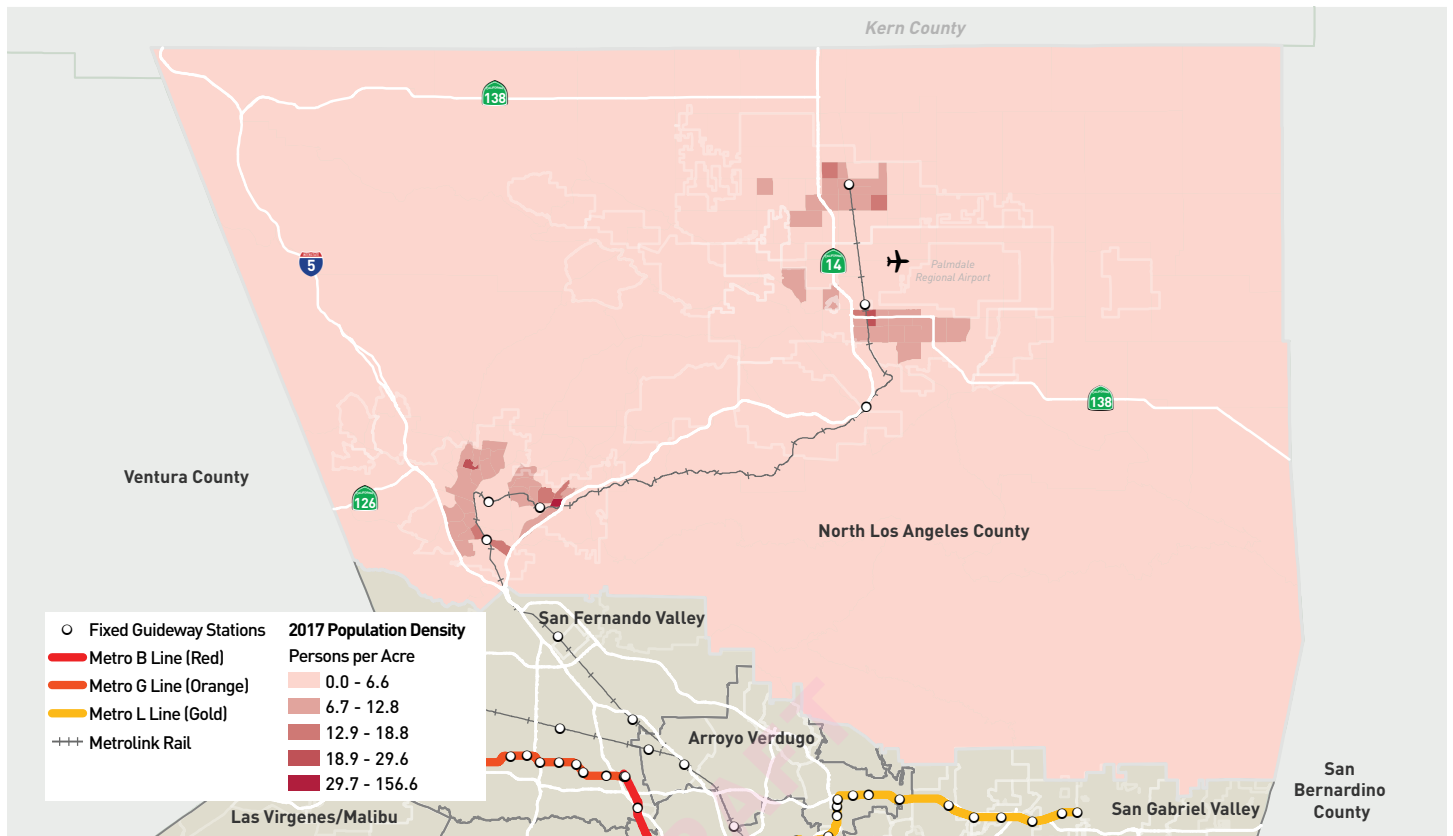 Kern County
138
14
Palmdale
Regional Airport
5
138
Ventura County
126
North Los Angeles County
San Fernando Valley
Fixed Guideway Stations
Metro B Line (Red)
Metro G Line (Orange)
Metro L Line (Gold)
Metrolink Rail
2017 Population Density
Persons per Acre
0.0 - 6.6
6.7 - 12.8
12.9 - 18.8
18.9 - 29.6
29.7 - 156.6
Arroyo Verdugo
Las Virgenes/Malibu
San Gabriel Valley
San
Bernardino
County